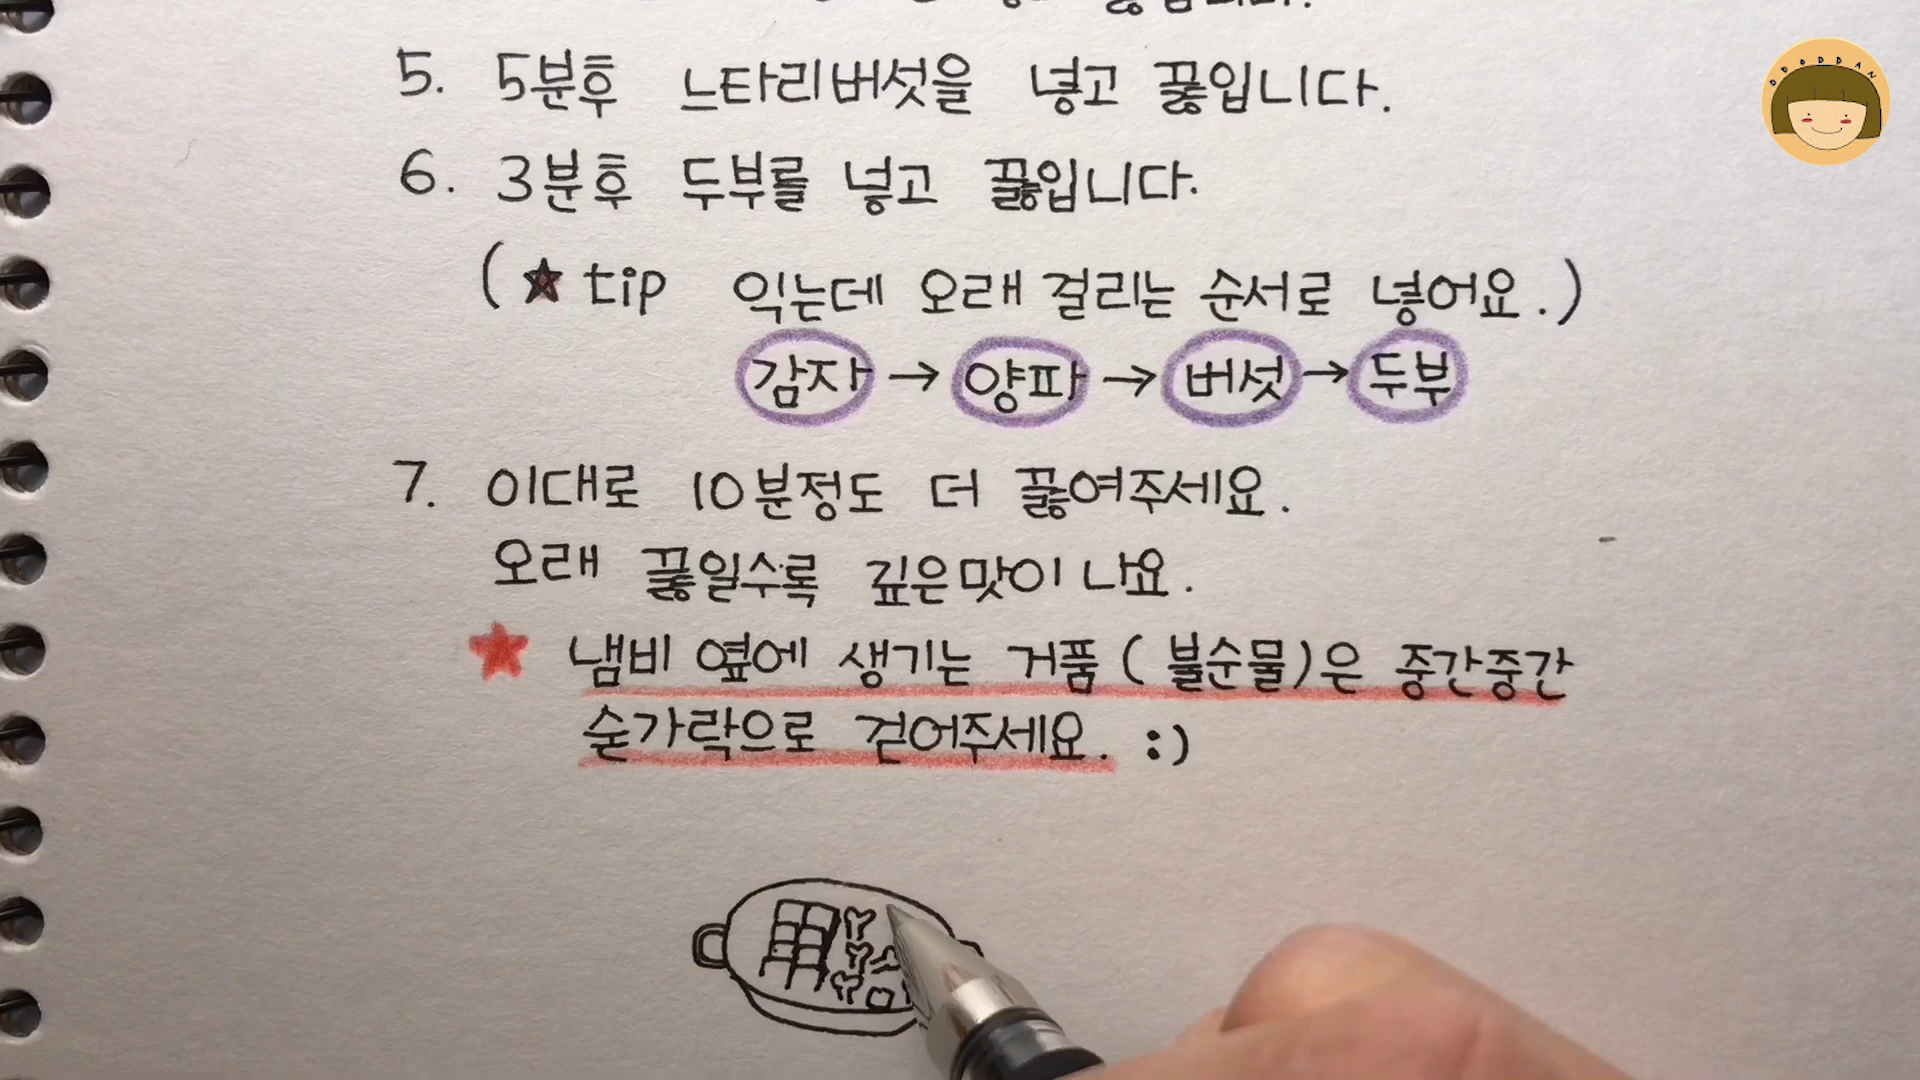 5. 5분후 느타리버섯을 넣고 끓입니다.
DDODDAN
6. 3분후 두부를 넣고 끓입니다.
(★ tip 익는데 오래 걸리는 순서로 넣어요.)
감자 → 양파 → 버섯 → 두부
7. 이대로 10분정도 더 끓여주세요.
오래 끓일수록 깊은맛이 나요.
★ 냄비 옆에 생기는 거품 (불순물)은 중간중간
숟가락으로 걷어주세요. :)